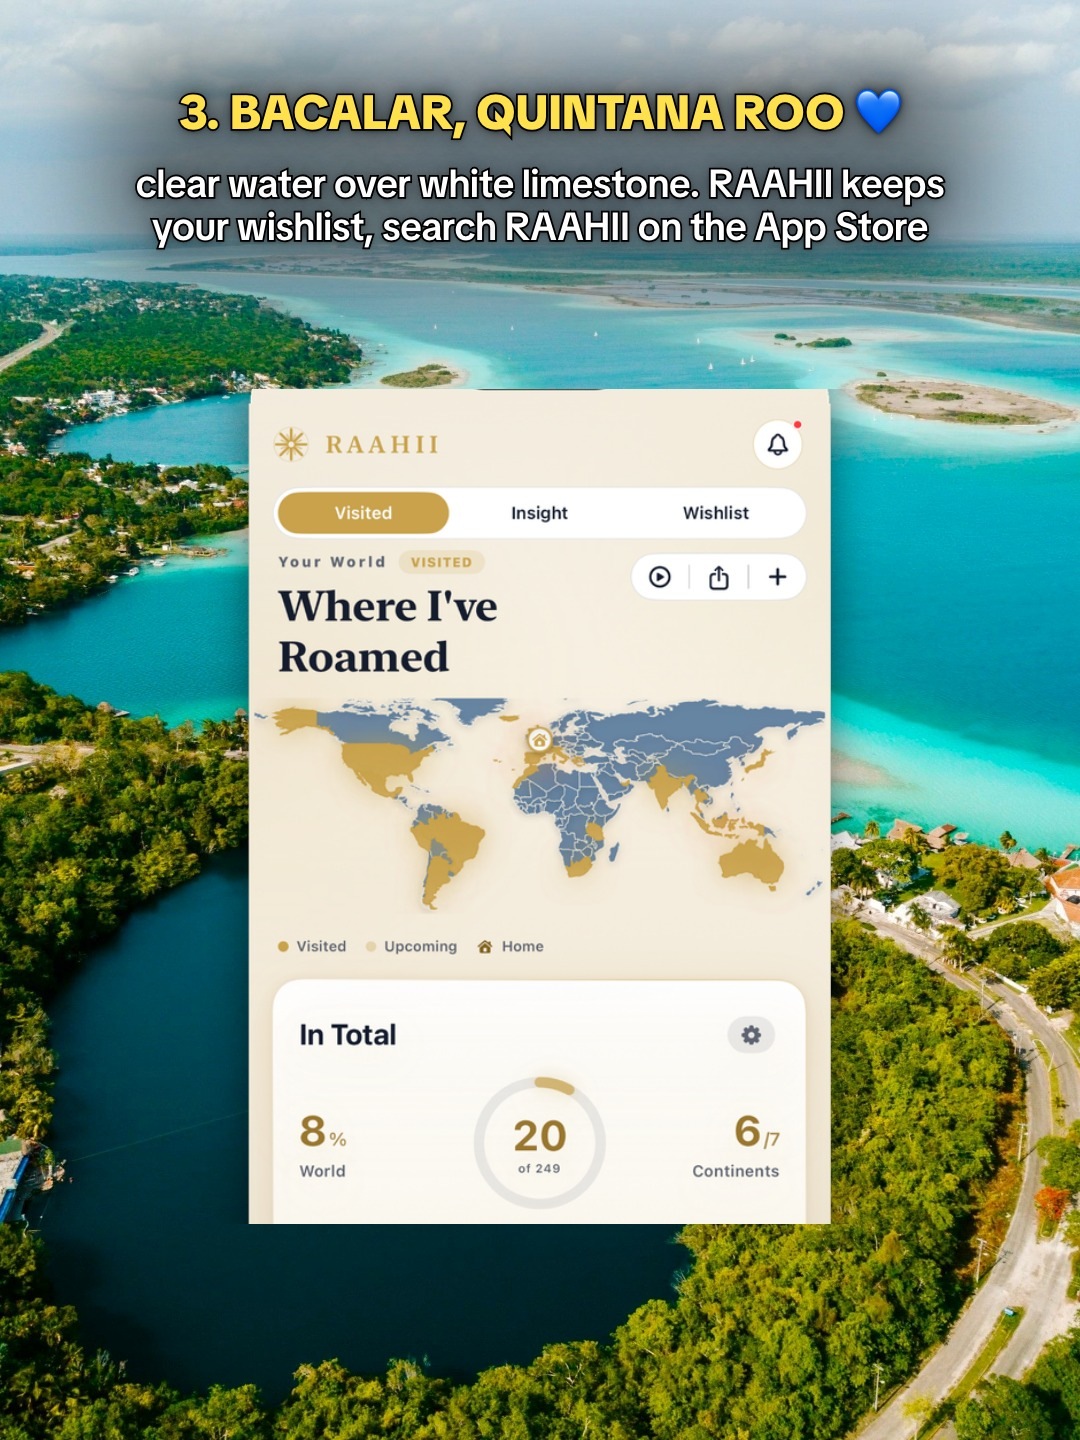 3. BACALAR, QUINTANA ROO 💙
clear water over white limestone. RAAHII keeps
your wishlist, search RAAHII on the App Store
RAAHII
Visited Insight Wishlist
Your World VISITED
Where I've
Roamed
Visited Upcoming Home
In Total
8% World
20 of 249
6/7 Continents